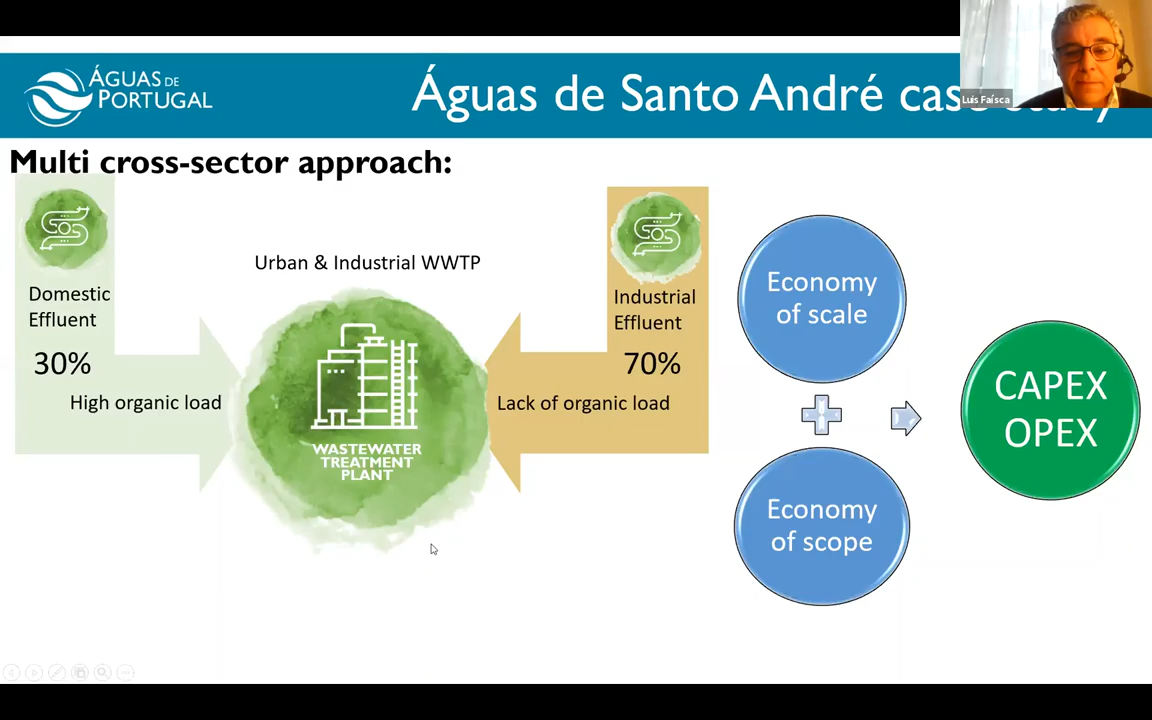 ÁGUAS DE
PORTUGAL
Águas de Santo André case study
Luis Faísca
Multi cross-sector approach:
Domestic
Effluent
30%
High organic load
Urban & Industrial WWTP
WASTEWATER
TREATMENT
PLANT
Industrial
Effluent
70%
Lack of organic load
Economy
of scale
Economy
of scope
CAPEX
OPEX